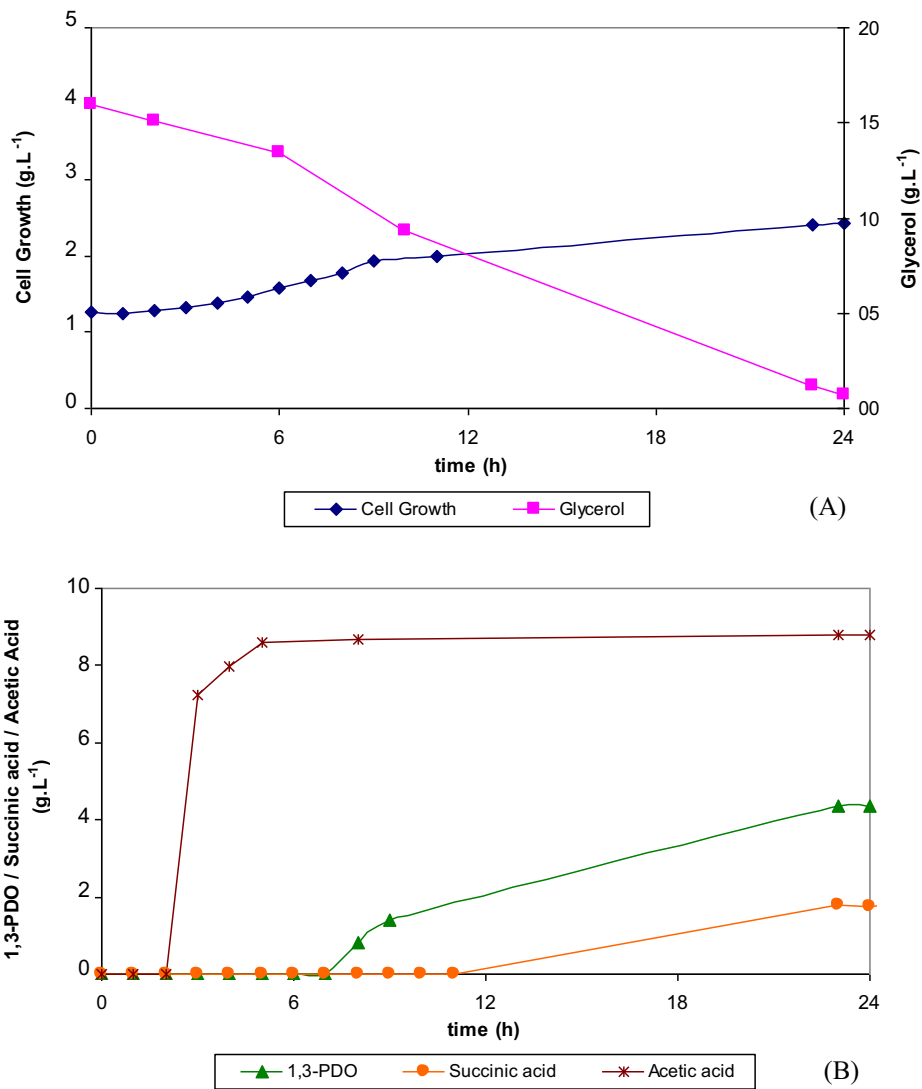 5
4
3
2
1
0
Cell Growth (g.L-1)
20
15
10
05
00
Glycerol (g.L-1)
0 6 12 18 24
time (h)
Cell Growth Glycerol
(A)
10
8
6
4
2
0
1,3-PDO / Succinic acid / Acetic Acid
(g.L-1)
0 6 12 18 24
time (h)
1,3-PDO Succinic acid Acetic acid
(B)